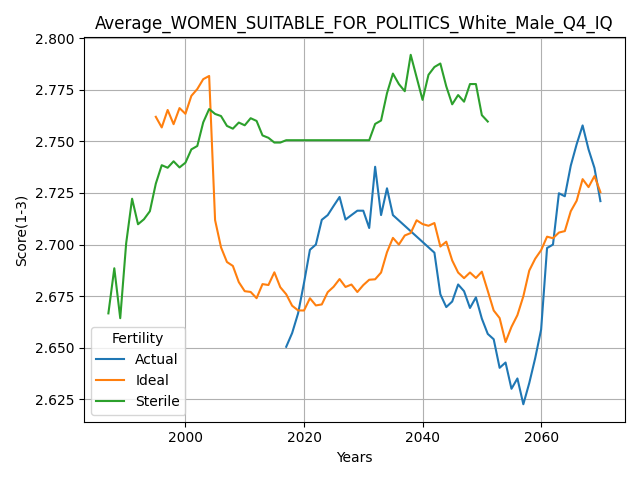 Average_WOMEN_SUITABLE_FOR_POLITICS_White_Male_Q4_IQ
2.800
2.775
2.750
2.725
2.700
2.675
2.650
2.625
Score(1-3)
Fertility
Actual
Ideal
Sterile
2000
2020
2040
2060
Years